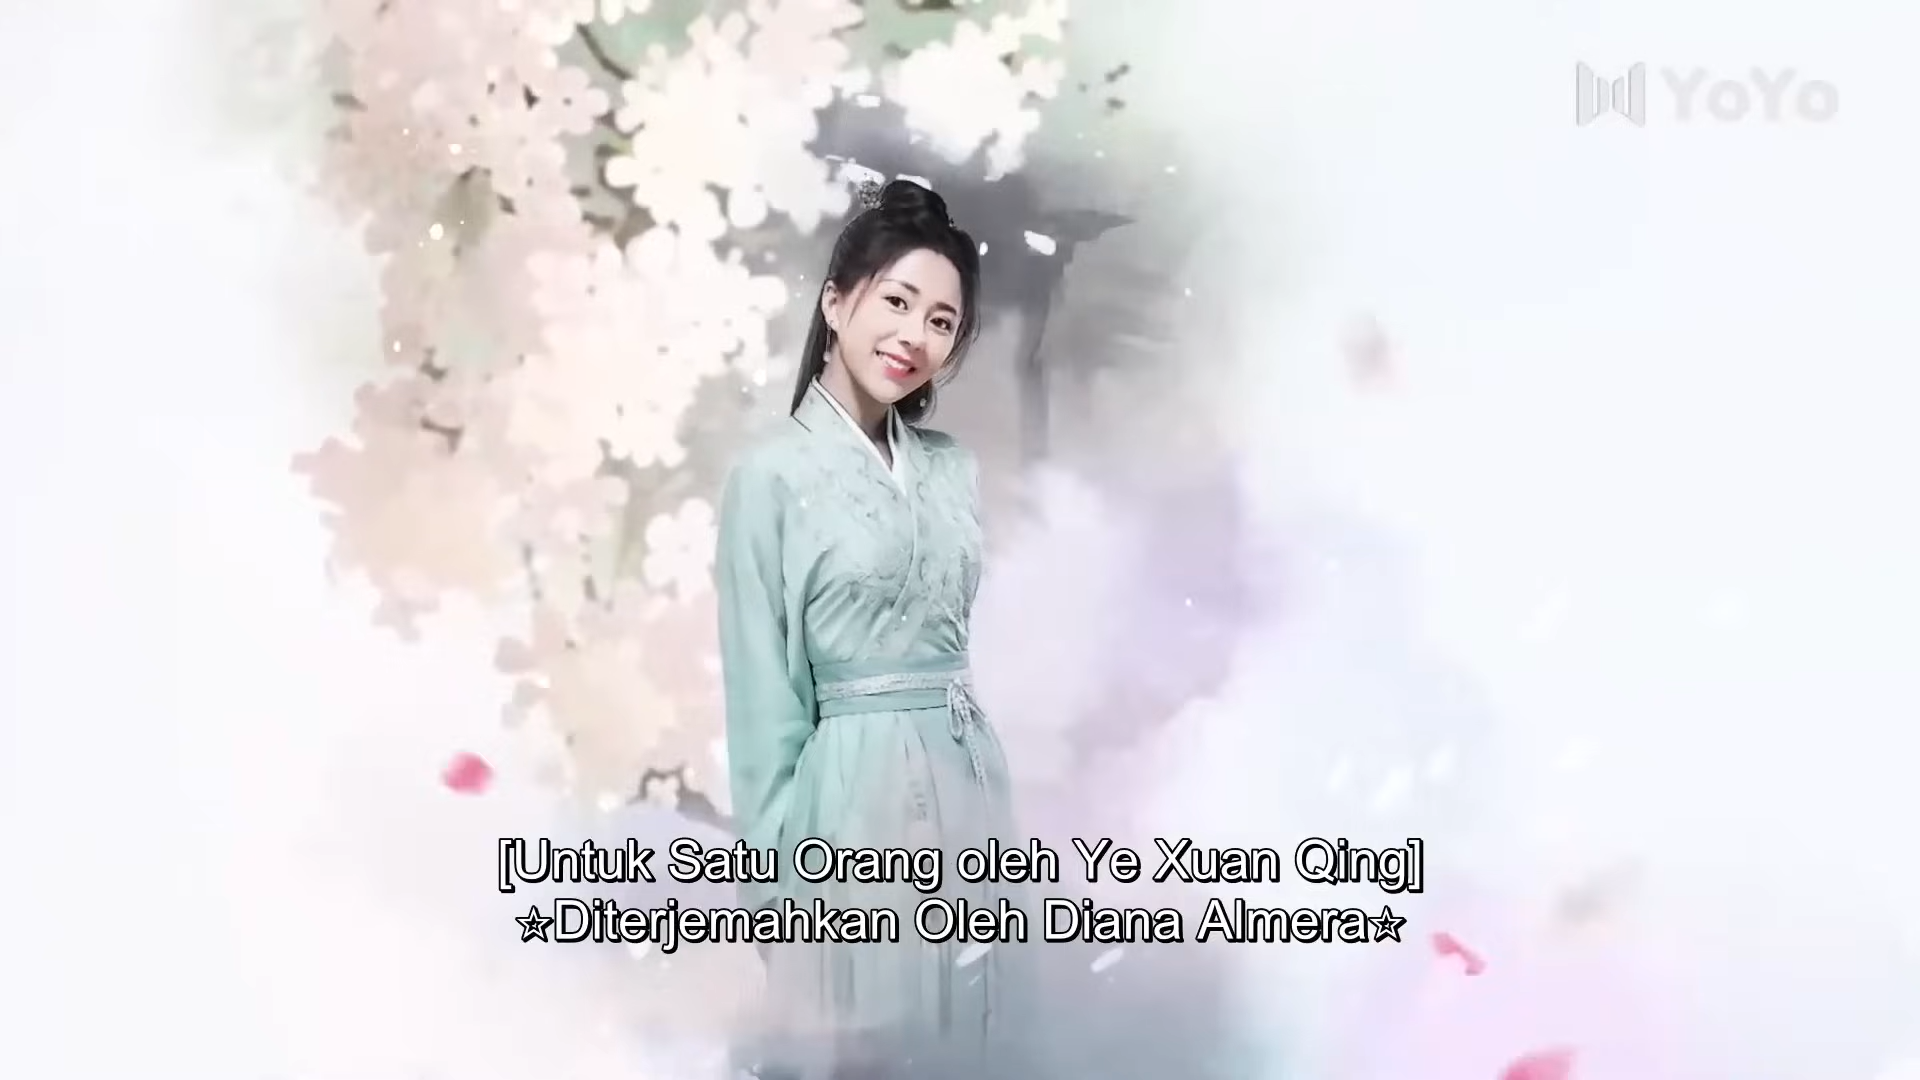 YoYo
[Untuk Satu Orang oleh Ye Xuan Qing]
☆Diterjemahkan Oleh Diana Almera☆